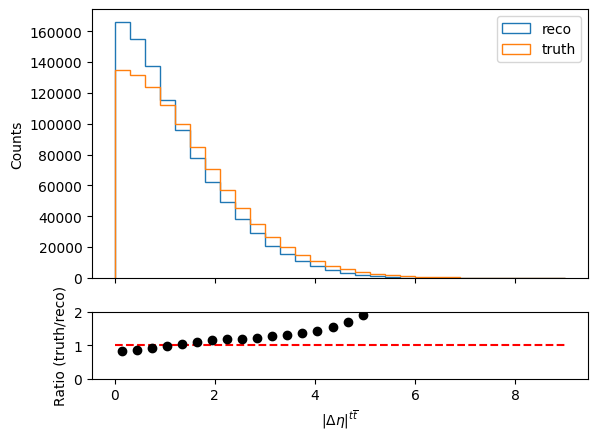 160000
140000
120000
100000
80000
60000
40000
20000
0
Counts
reco
truth
2
1
0
Ratio (truth/reco)
0 2 4 6 8
|Δη|^{tt̅}